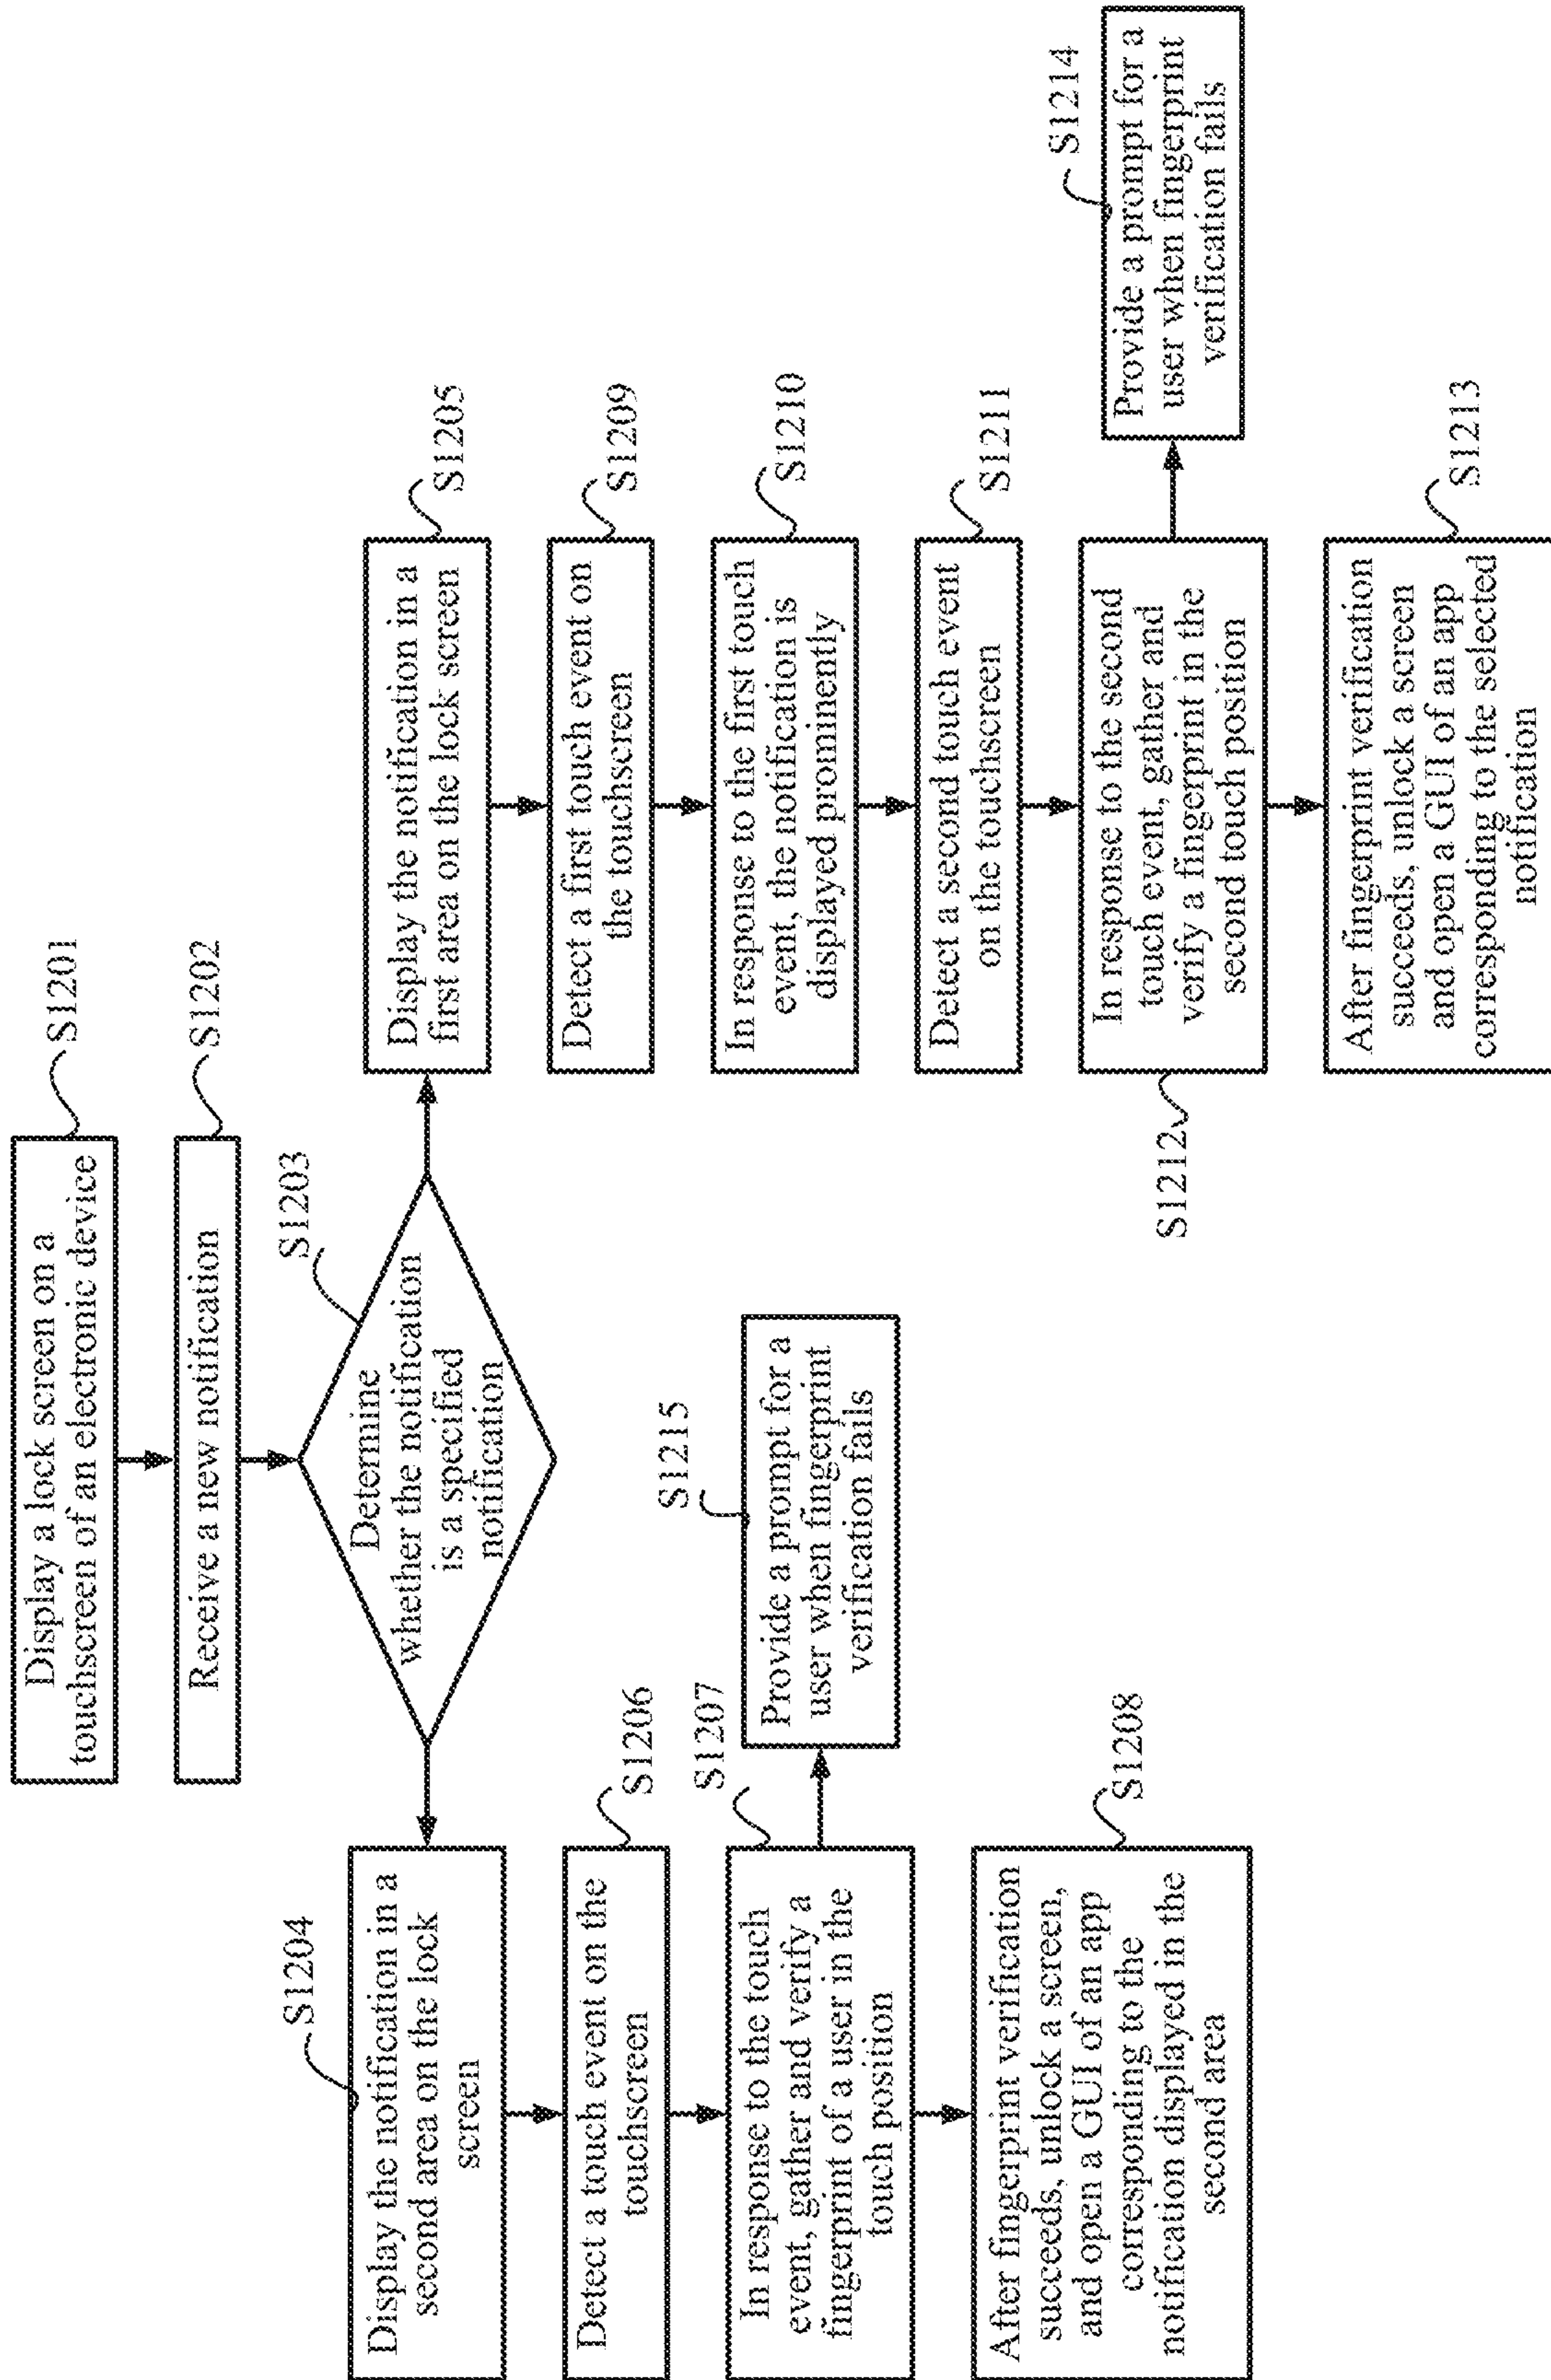 Display a lock screen on a
touchscreen of an electronic device
S1201
Receive a new notification
S1202
Determine
whether the notification
is a specified
notification
S1203
Display the notification in a
second area on the lock
screen
S1204
Detect a touch event on the
touchscreen
S1206
In response to the touch
event, gather and verify a
fingerprint of a user in the
touch position
S1207
Provide a prompt for a
user when fingerprint
verification fails
S1215
After fingerprint verification
succeeds, unlock a screen,
and open a GUI of an app
corresponding to the
notification displayed in the
second area
S1208
Display the notification in a
first area on the lock screen
S1205
Detect a first touch event on
the touchscreen
S1209
In response to the first touch
event, the notification is
displayed prominently
S1210
Detect a second touch event
on the touchscreen
S1211
In response to the second
touch event, gather and
verify a fingerprint in the
second touch position
S1212
Provide a prompt for a
user when fingerprint
verification fails
S1214
After fingerprint verification
succeeds, unlock a screen
and open a GUI of an app
corresponding to the selected
notification
S1213